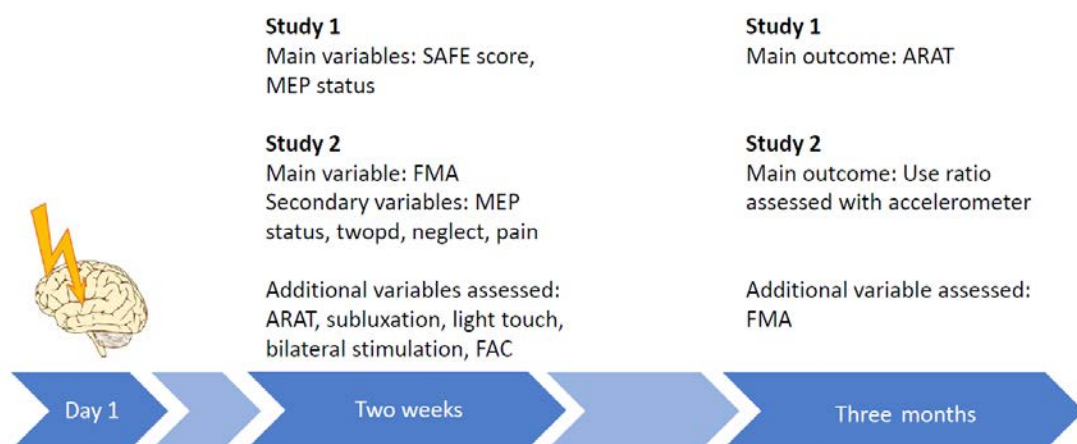 Study 1
Main variables: SAFE score,
MEP status
Study 2
Main variable: FMA
Secondary variables: MEP
status, twopd, neglect, pain
Additional variables assessed:
ARAT, subluxation, light touch,
bilateral stimulation, FAC
Study 1
Main outcome: ARAT
Study 2
Main outcome: Use ratio
assessed with accelerometer
Additional variable assessed:
FMA
Day 1
Two weeks
Three months